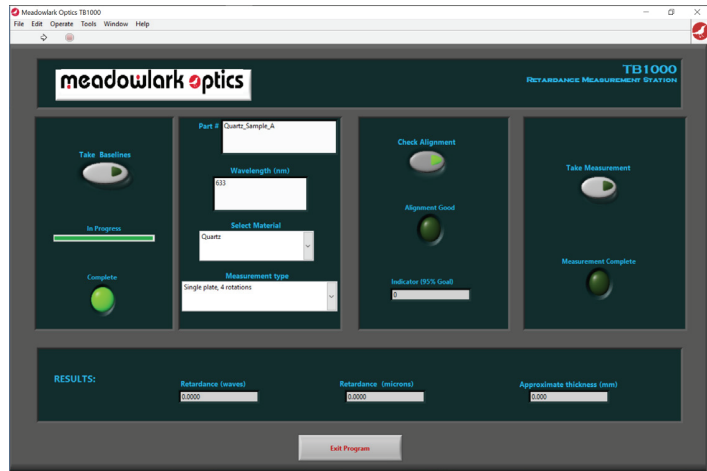 Meadowlark Optics TB1000
File Edit Operate Tools Window Help
meadowlark optics
TB1000
Retardance Measurement Station
Take Baselines
In Progress
Complete
Part #
Quartz_Sample_A
Wavelength (nm)
633
Select Material
Quartz
Measurement type
Single plate, 4 rotations
Check Alignment
Alignment Good
Indicator (95% Goal)
0
Take Measurement
Measurement Complete
RESULTS:
Retardance (waves)
0.0000
Retardance (microns)
0.0000
Approximate thickness (mm)
0.000
Exit Program